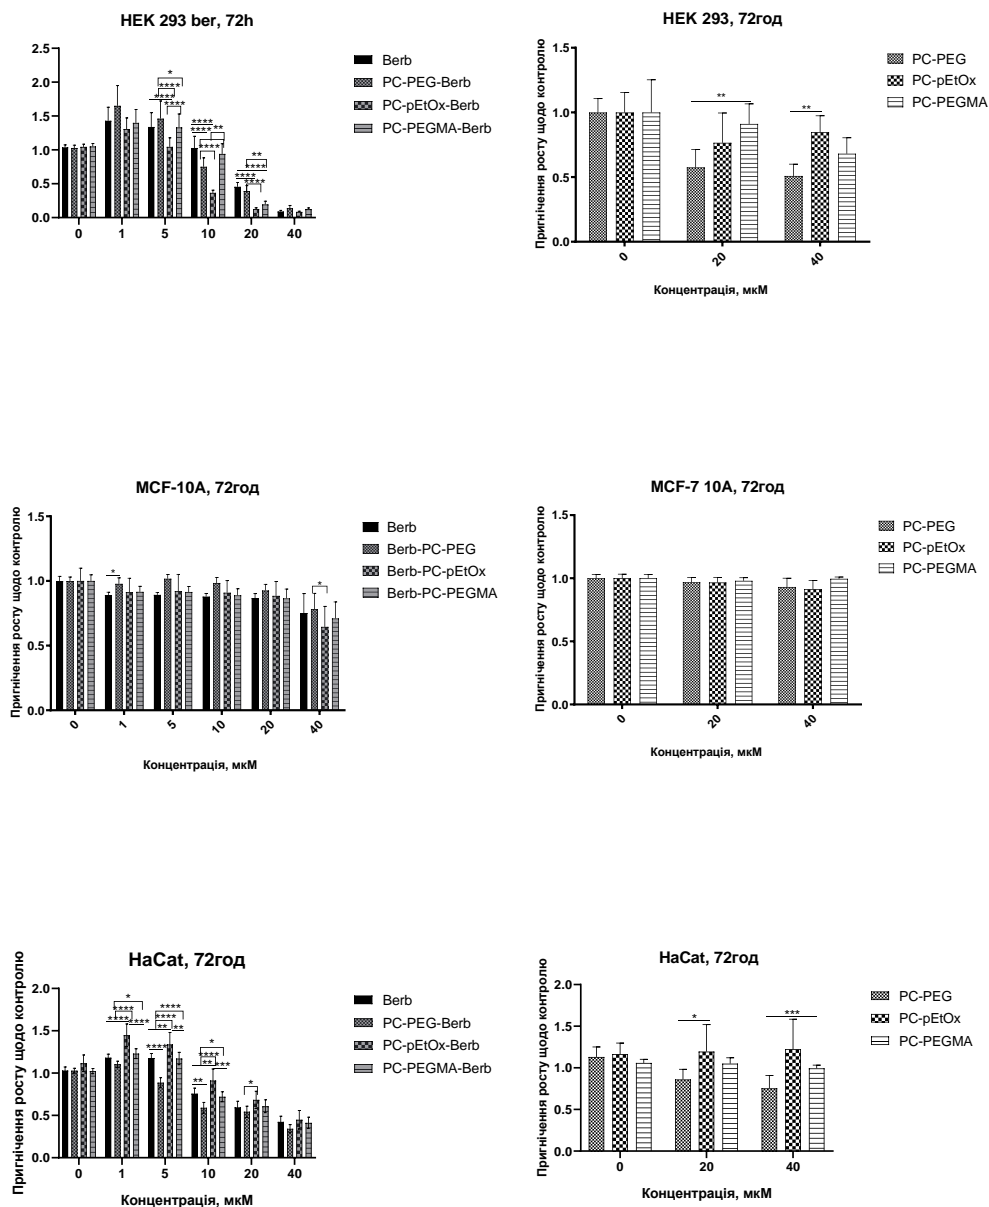 HEK 293 ber, 72h
2.5
2.0
1.5
1.0
0.5
0.0
0 1 5 10 20 40
* **** **** ****
**** **** ** ****
** **** **** ****
Berb
PC-PEG-Berb
PC-pEtOx-Berb
PC-PEGMA-Berb
HEK 293, 72год
Пригнічення росту щодо контролю
1.5
1.0
0.5
0.0
0 20 40
** **
Концентрація, мкМ
PC-PEG
PC-pEtOx
PC-PEGMA
MCF-10A, 72год
Пригнічення росту щодо контролю
1.5
1.0
0.5
0.0
0 1 5 10 20 40
* *
Концентрація, мкМ
Berb
Berb-PC-PEG
Berb-PC-pEtOx
Berb-PC-PEGMA
MCF-7 10A, 72год
Пригнічення росту щодо контролю
1.5
1.0
0.5
0.0
0 20 40
Концентрація, мкМ
PC-PEG
PC-pEtOx
PC-PEGMA
HaCat, 72год
Пригнічення росту щодо контролю
2.0
1.5
1.0
0.5
0.0
0 1 5 10 20 40
* **** **** ****
**** **** ** ** ****
* **** ** *** **
*
Концентрація, мкМ
Berb
PC-PEG-Berb
PC-pEtOx-Berb
PC-PEGMA-Berb
HaCat, 72год
Пригнічення росту щодо контролю
2.0
1.5
1.0
0.5
0.0
0 20 40
* ***
Концентрація, мкМ
PC-PEG
PC-pEtOx
PC-PEGMA